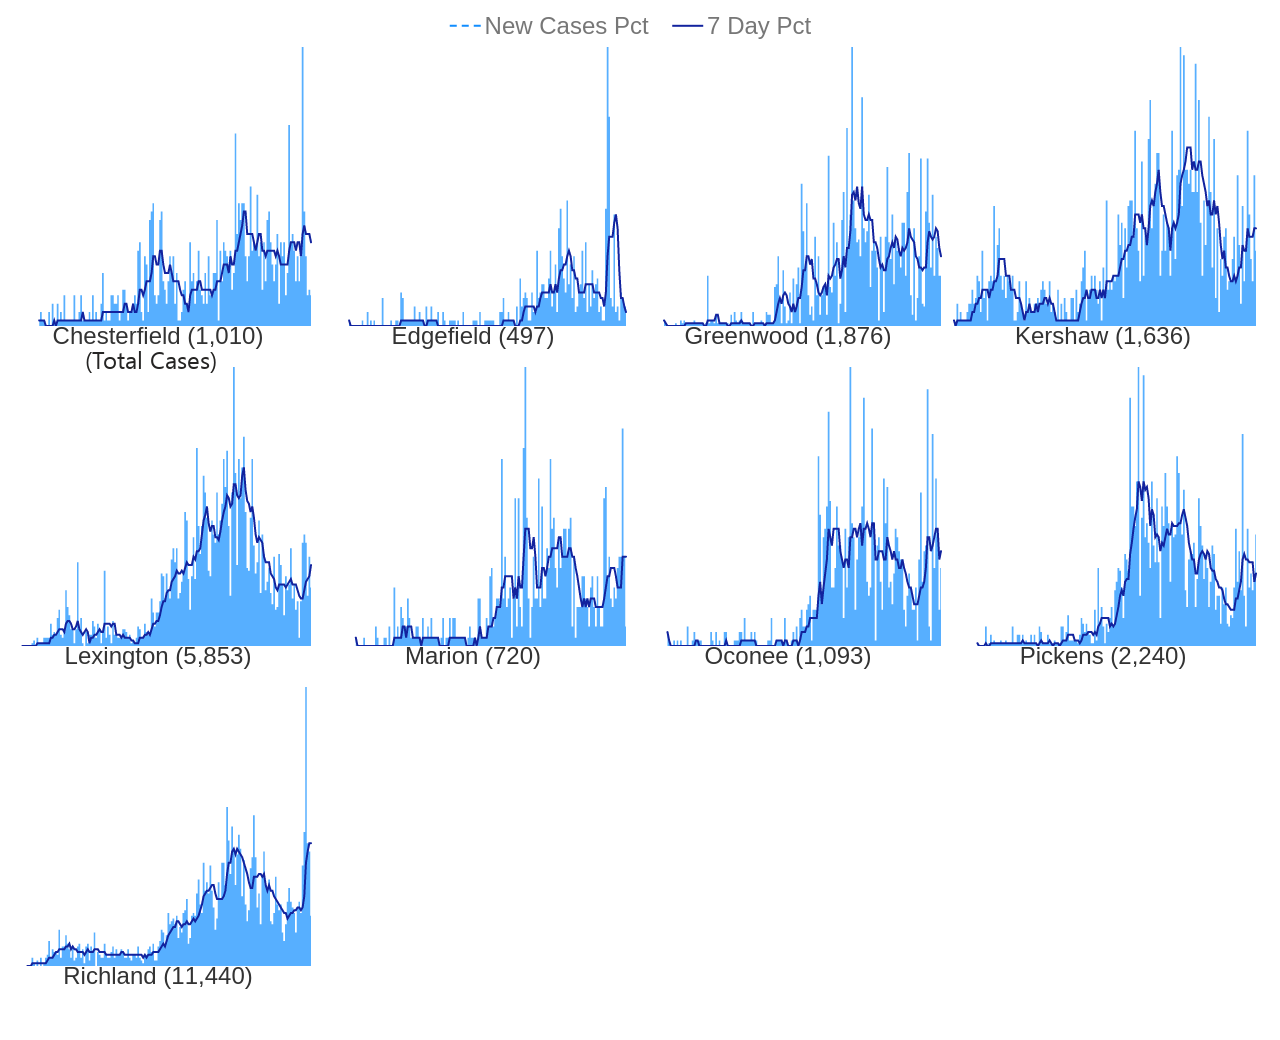 New Cases Pct 7 Day Pct
Chesterfield (1,010) Edgefield (497) Greenwood (1,876) Kershaw (1,636)
(Total Cases)
Lexington (5,853) Marion (720) Oconee (1,093) Pickens (2,240)
Richland (11,440)